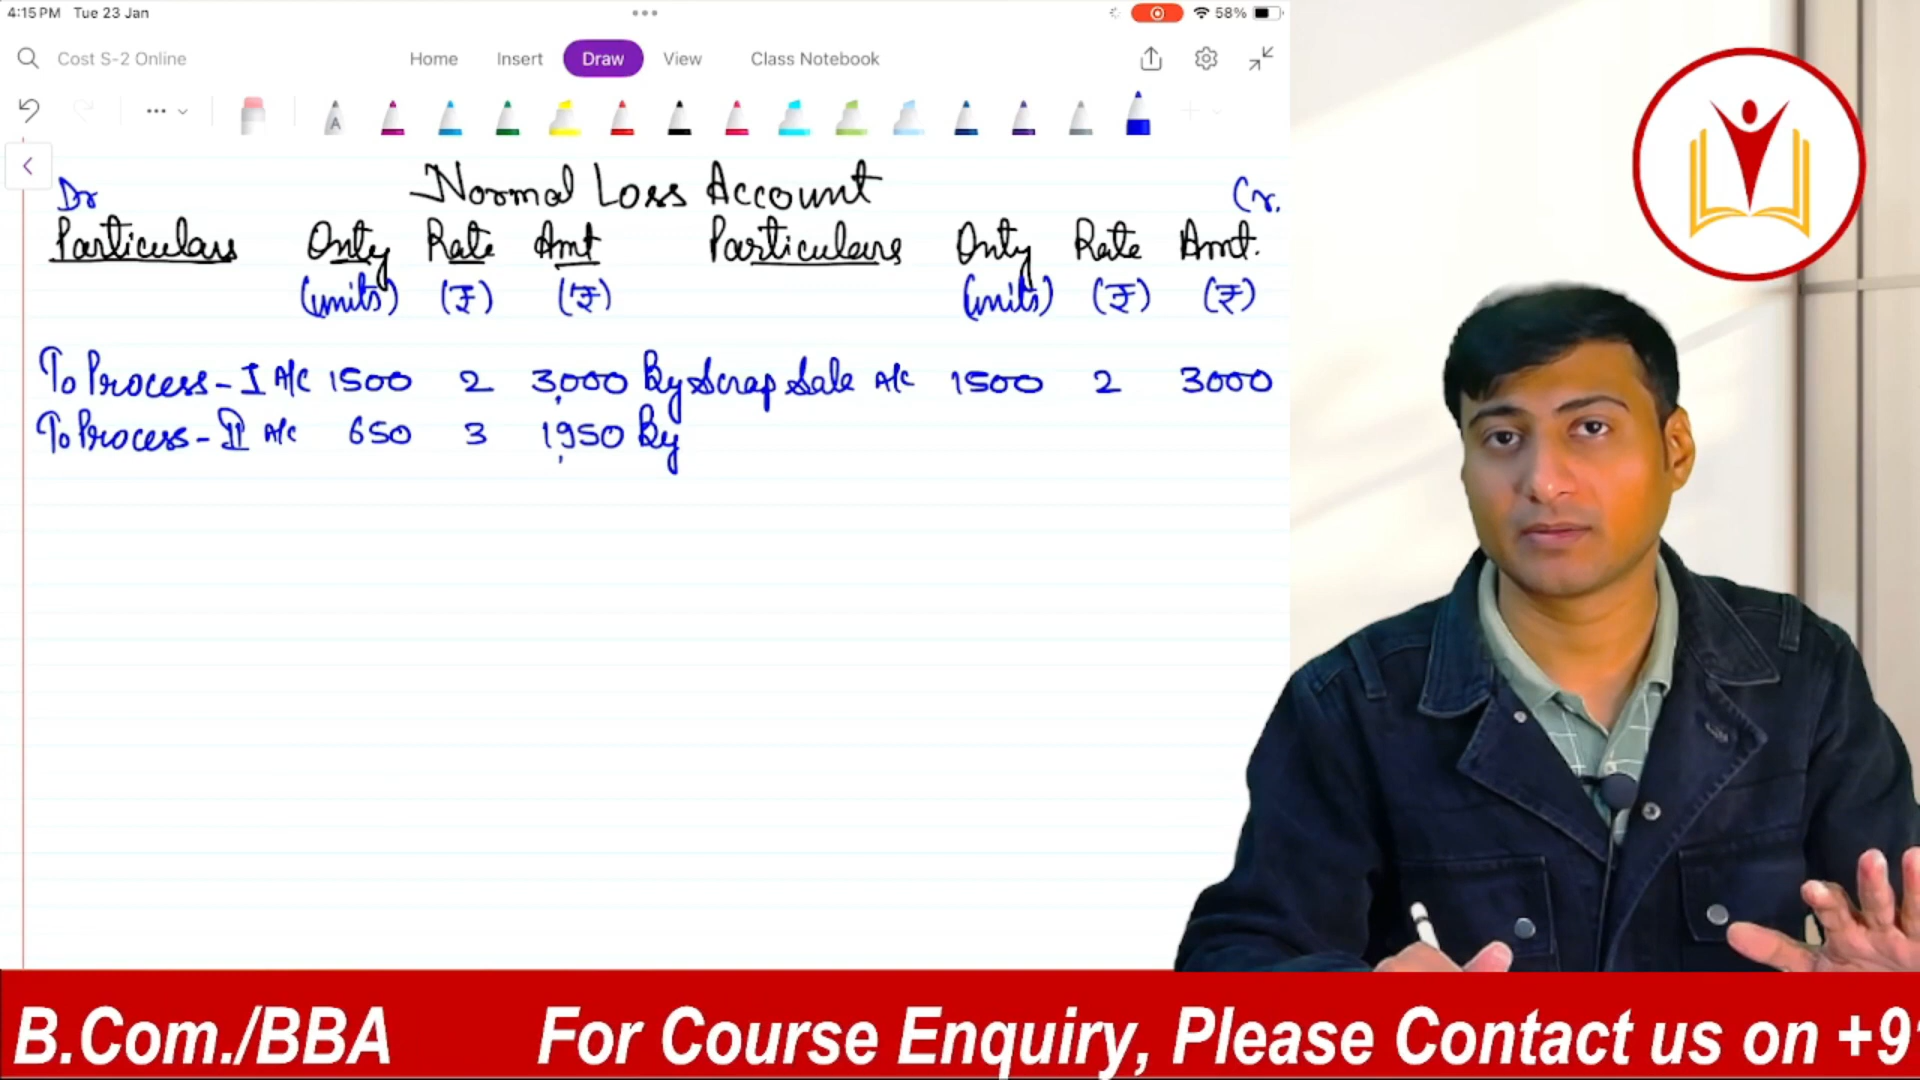 4:15 PM Tue 23 Jan
58%
Cost S-2 Online
Home Insert Draw View Class Notebook
A
Dr Normal Loss Account Cr.
Particulars Qnty Rate Amt Particulars Qnty Rate Amt.
(units) (₹) (₹) (units) (₹) (₹)
To Process - I A/c 1500 2 3,000 By Scrap Sale A/c 1500 2 3000
To Process - II A/c 650 3 1,950 By
B.Com./BBA For Course Enquiry, Please Contact us on +9